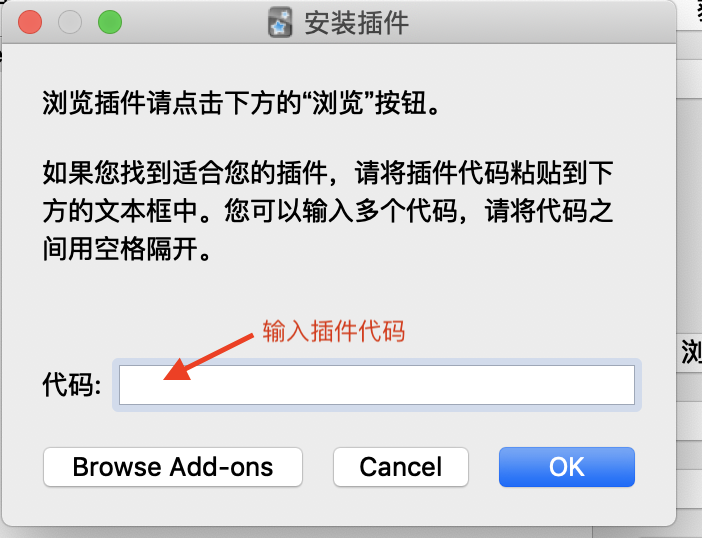 安装插件
浏览插件请点击下方的“浏览”按钮。
如果您找到适合您的插件，请将插件代码粘贴到下
方的文本框中。您可以输入多个代码，请将代码之
间用空格隔开。
输入插件代码
代码:
Browse Add-ons
Cancel
OK
浏